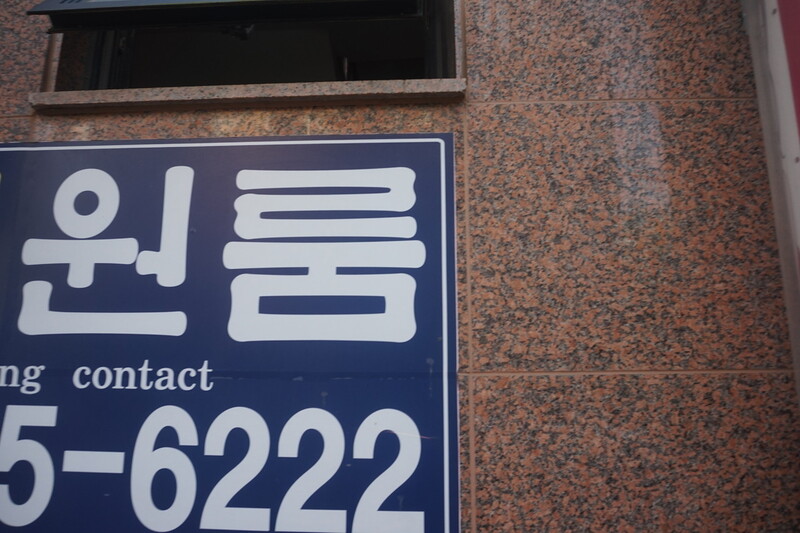 원룸
ng contact
5-6222